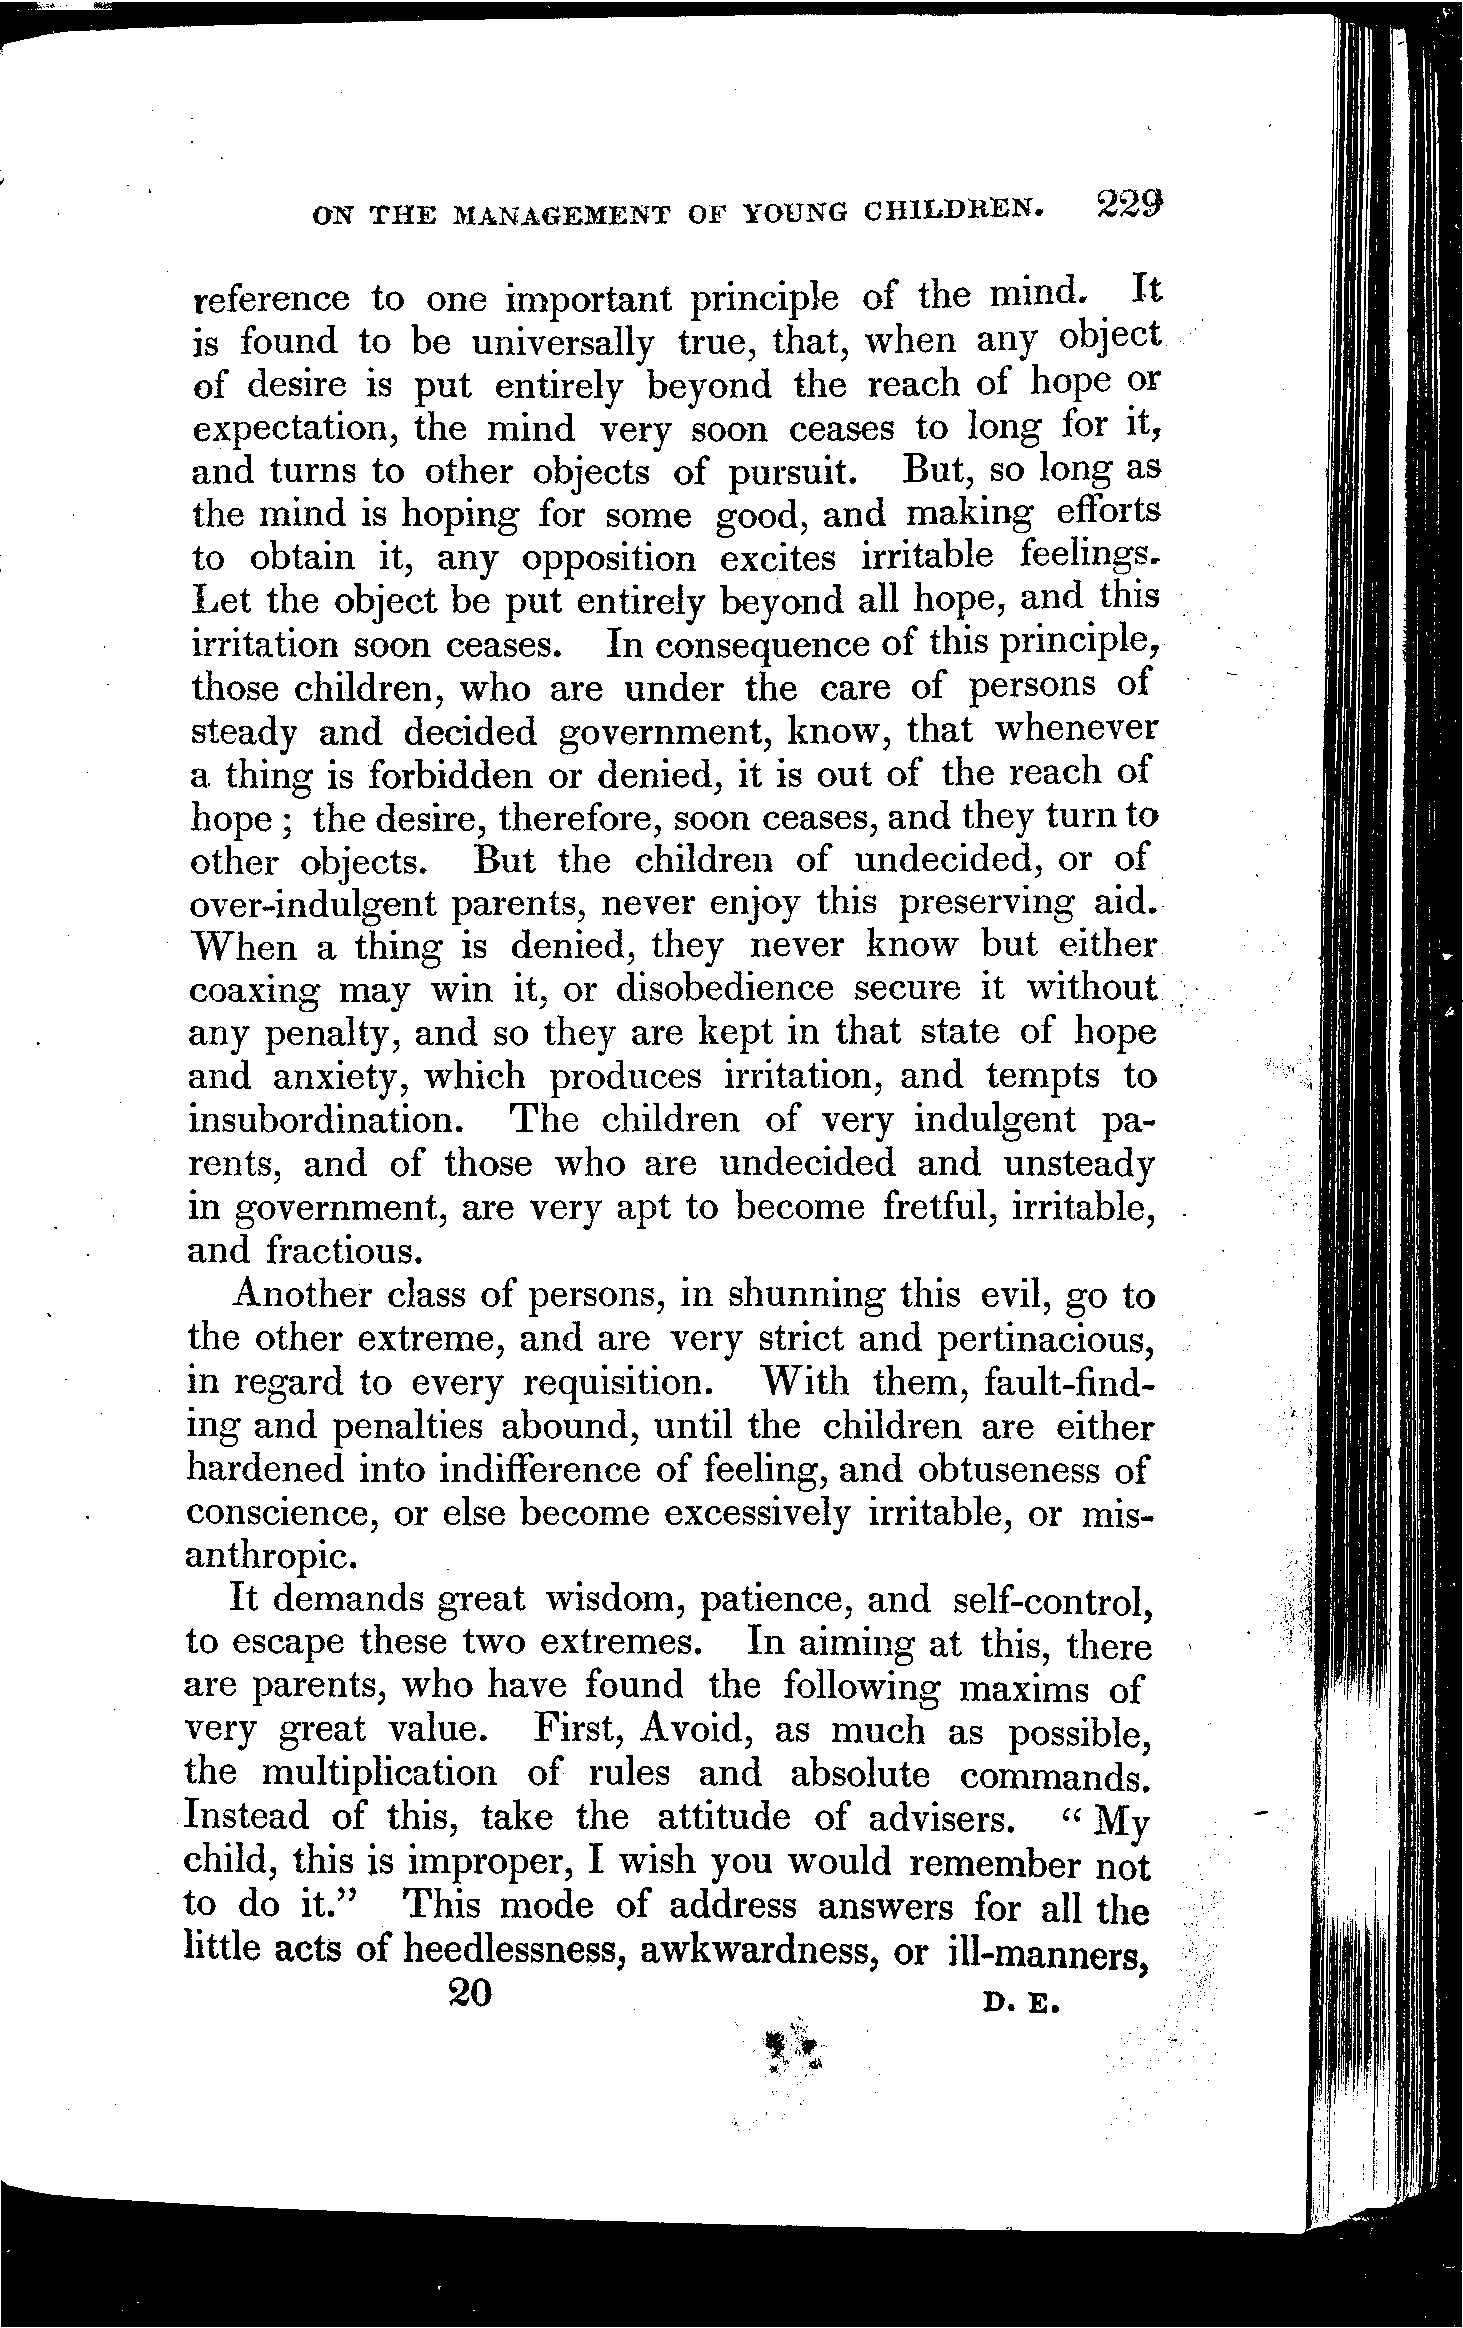 ON THE MANAGEMENT OF YOUNG CHILDREN. 229
reference to one important principle of the mind. It
is found to be universally true, that, when any object
of desire is put entirely beyond the reach of hope or
expectation, the mind very soon ceases to long for it,
and turns to other objects of pursuit. But, so long as
the mind is hoping for some good, and making efforts
to obtain it, any opposition excites irritable feelings.
Let the object be put entirely beyond all hope, and this
irritation soon ceases. In consequence of this principle,
those children, who are under the care of persons of
steady and decided government, know, that whenever
a thing is forbidden or denied, it is out of the reach of
hope ; the desire, therefore, soon ceases, and they turn to
other objects. But the children of undecided, or of
over-indulgent parents, never enjoy this preserving aid.
When a thing is denied, they never know but either
coaxing may win it, or disobedience secure it without
any penalty, and so they are kept in that state of hope
and anxiety, which produces irritation, and tempts to
insubordination. The children of very indulgent pa-
rents, and of those who are undecided and unsteady
in government, are very apt to become fretful, irritable,
and fractious.
Another class of persons, in shunning this evil, go to
the other extreme, and are very strict and pertinacious,
in regard to every requisition. With them, fault-find-
ing and penalties abound, until the children are either
hardened into indifference of feeling, and obtuseness of
conscience, or else become excessively irritable, or mis-
anthropic.
It demands great wisdom, patience, and self-control,
to escape these two extremes. In aiming at this, there
are parents, who have found the following maxims of
very great value. First, Avoid, as much as possible,
the multiplication of rules and absolute commands.
Instead of this, take the attitude of advisers. “ My
child, this is improper, I wish you would remember not
to do it.” This mode of address answers for all the
little acts of heedlessness, awkwardness, or ill-manners,
20 D. E.